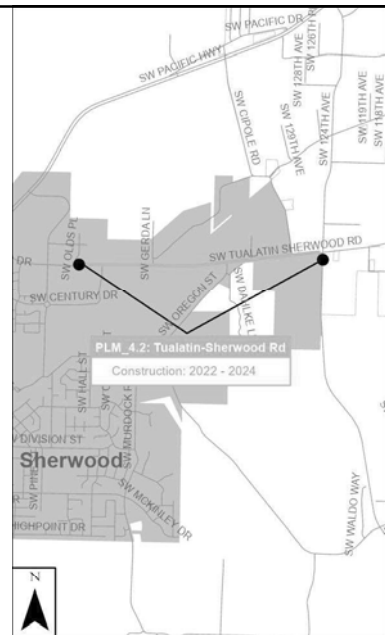 SW PACIFIC DR
SW PACIFIC HWY
SW 128TH AVE
SW 126TH AVE
SW CIPOLE RD
SW 129TH AVE
SW 124TH AVE
SW 119TH AVE
SW 118TH AVE
SW OLDS PL
SW GERDA LN
SW TUALATIN SHERWOOD RD
DR
SW CENTURY DR
SW OREGON ST
SW DAHLKE L
PLM_4.2: Tualatin-Sherwood Rd
Construction: 2022 - 2024
SW HALL ST
SW MURDOCK R
W DIVISION ST
Sherwood
SW PINE
SW MCKINLEY DR
HIGHPOINT DR
SW WALDO WAY
N